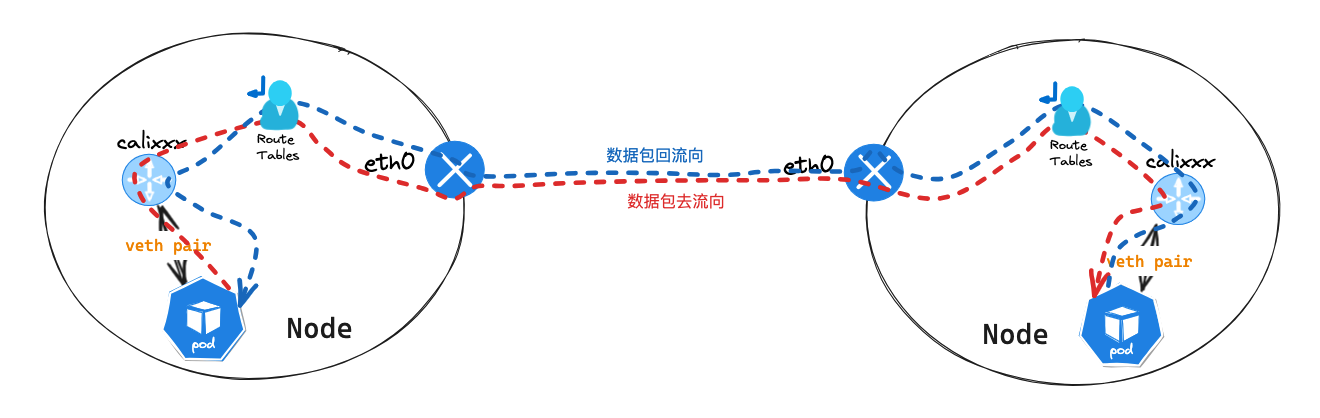 calixxx
Route
Tables
eth0
veth pair
pod
Node
数据包回流向
数据包去流向
eth0
Route
Tables
calixxx
veth pair
pod
Node